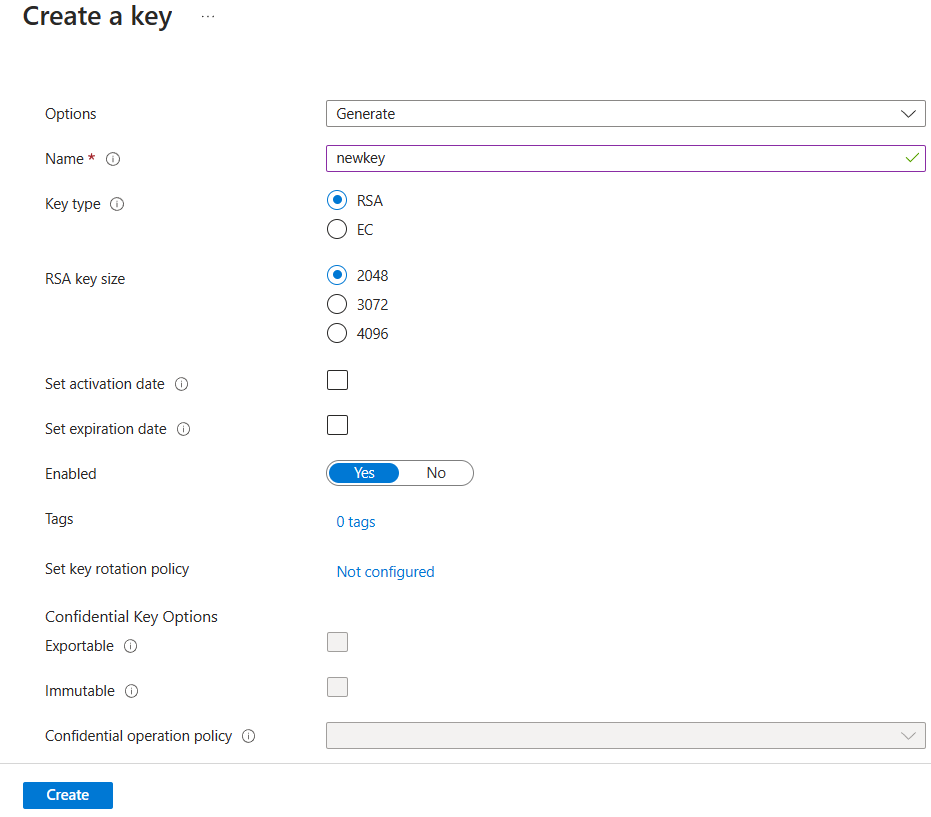 Create a key ...
Options Generate
Name * newkey
Key type RSA
EC
RSA key size 2048
3072
4096
Set activation date
Set expiration date
Enabled Yes No
Tags 0 tags
Set key rotation policy Not configured
Confidential Key Options
Exportable
Immutable
Confidential operation policy
Create